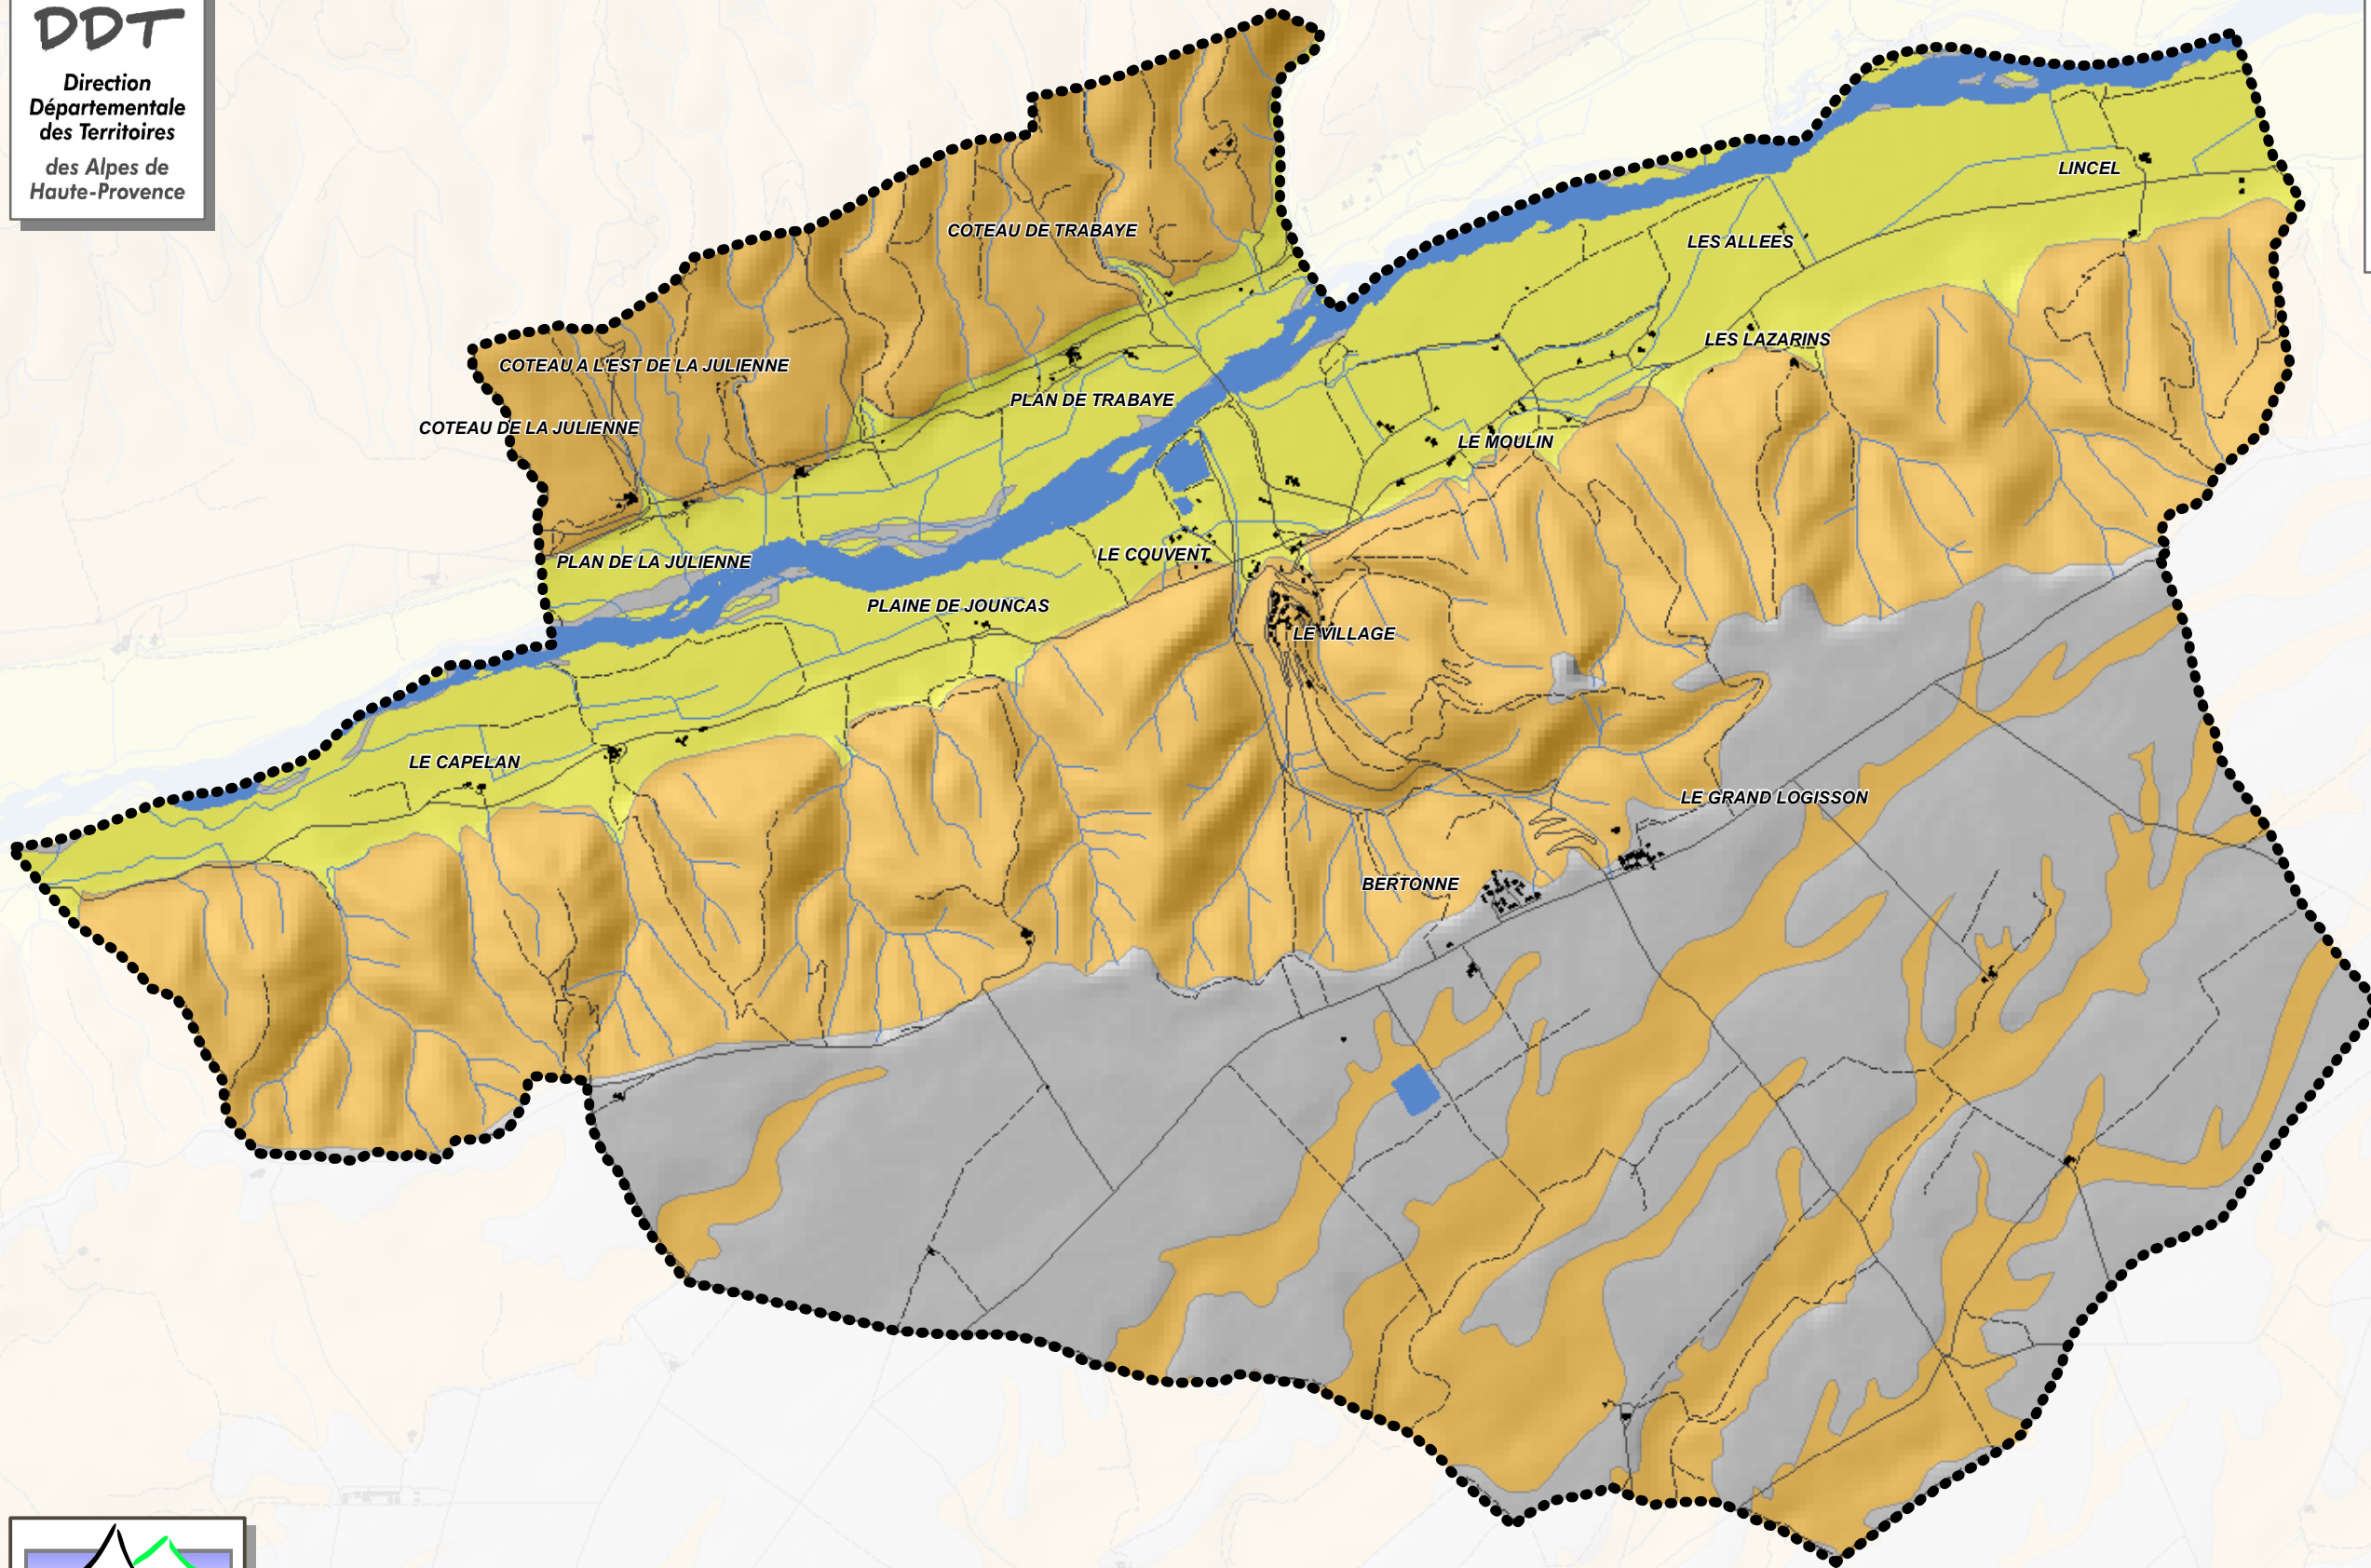 DDT
Direction
Départementale
des Territoires
des Alpes de
Haute-Provence
LINCEL
COTEAU DE TRABAYE
LES ALLEES
LES LAZARINS
COTEAU A L'EST DE LA JULIENNE
PLAN DE TRABAYE
COTEAU DE LA JULIENNE
LE MOULIN
LE COUVENT
PLAN DE LA JULIENNE
PLAINE DE JOUNCAS
LE VILLAGE
LE CAPELAN
LE GRAND LOGISSON
BERTONNE